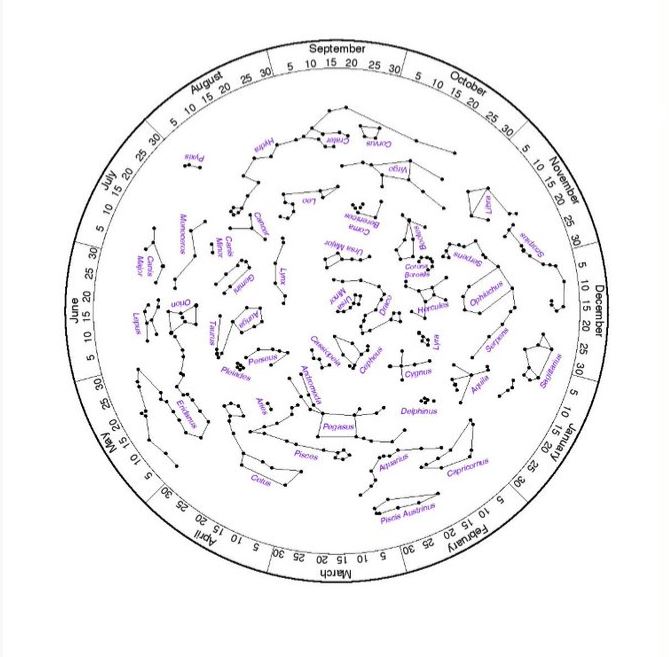 September
5 10 15 20 25 30
October
5 10 15 20 25 30
November
5 10 15 20 25 30
December
5 10 15 20 25 30
January
5 10 15 20 25 30
February
5 10 15 20 25 30
March
5 10 15 20 25 30
April
5 10 15 20 25 30
May
5 10 15 20 25 30
June
5 10 15 20 25 30
July
5 10 15 20 25 30
August
5 10 15 20 25 30
Hydra
Crater
Corvus
Pyxis
Virgo
Leo
Libra
Cancer
Coma
Berenices
Bootes
Scorpius
Monocerus
Canis
Minor
Canis
Major
Gemini
Lynx
Ursa Major
Corona
Borealis
Serpens
Ophiuchus
Hercules
Draco
Ursa
Minor
Orion
Lepus
Taurus
Auriga
Perseus
Pleiades
Cassiopeia
Cepheus
Lyra
Cygnus
Serpens
Aquila
Sagittarius
Andromeda
Aries
Eridanus
Pegasus
Delphinus
Pisces
Cetus
Aquarius
Capricornus
Piscis Austrinus